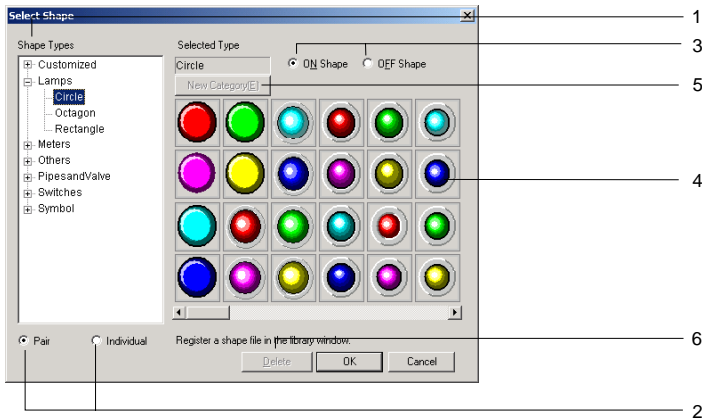 Select Shape
1
Shape Types
Selected Type
3
Customized
Circle
ON Shape
OFF Shape
Lamps
New Category(E)
5
Circle
Octagon
Rectangle
Meters
Others
PipesandValve
4
Switches
Symbol
Pair
Individual
Register a shape file in the library window.
6
Delete
OK
Cancel
2